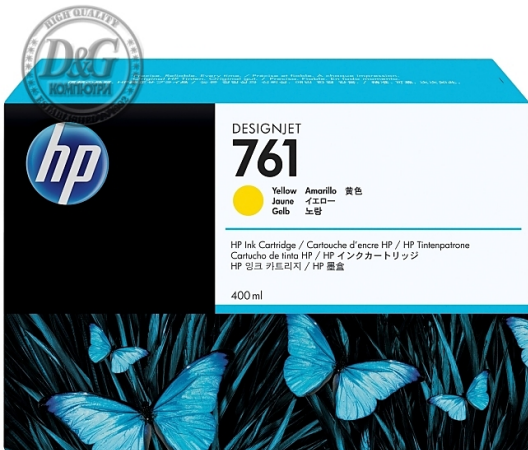 HIGH QUALITY
D&G
КОМПЮТРИ
hp
DESIGNJET
761
Yellow Amarillo 黄色
Jaune イエロー
Gelb 노랑
HP Ink Cartridge / Cartouche d'encre HP / HP Tintenpatrone
Cartucho de tinta HP / HP インクカートリッジ
HP 잉크 카트리지 / HP 墨盒
400 ml